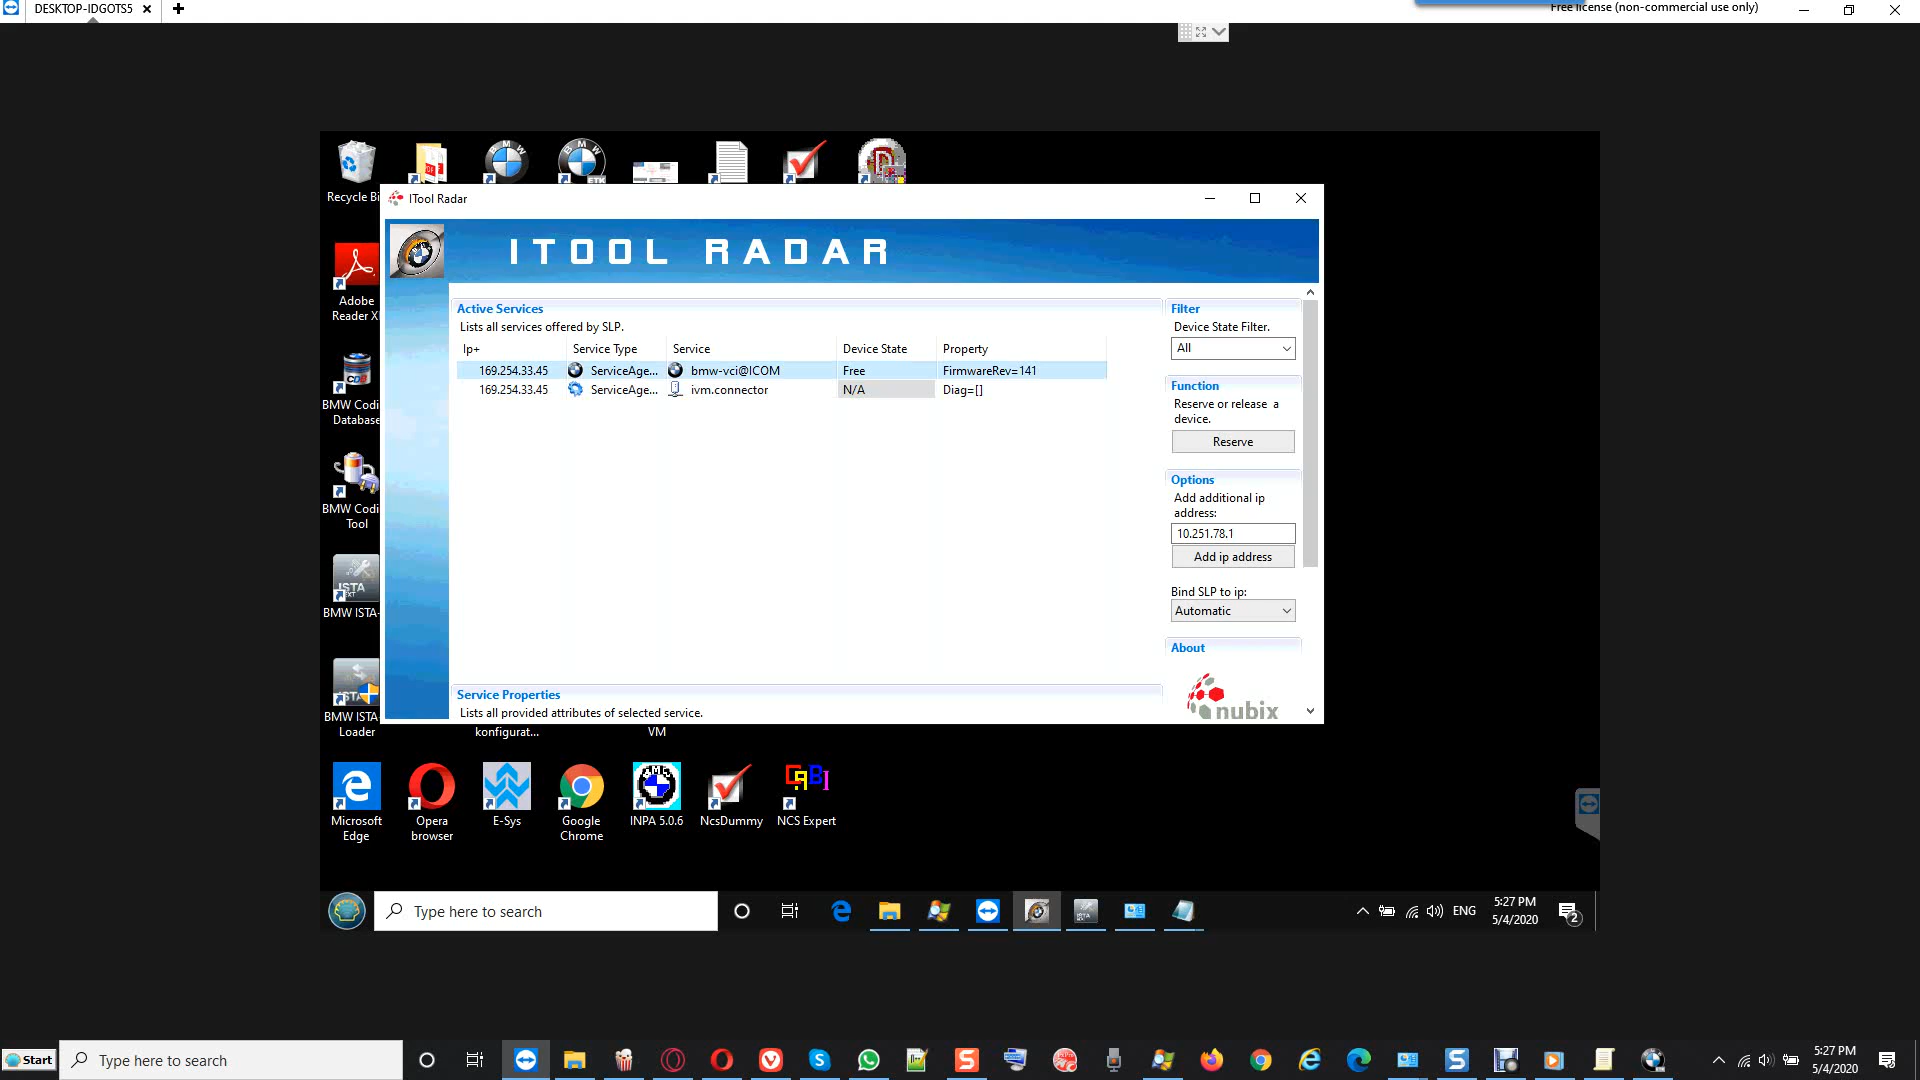 DESKTOP-IDGOTS5
Free license (non-commercial use only)
Recycle Bi
Adobe
Reader X
BMW Codi
Database
BMW Codi
Tool
BMW ISTA-
BMW ISTA
Loader
konfigurat...
VM
ITool Radar
ITOOL RADAR
Active Services
Lists all services offered by SLP.
Ip+ Service Type Service Device State Property
169.254.33.45 ServiceAge... bmw-vci@ICOM Free FirmwareRev=141
169.254.33.45 ServiceAge... ivm.connector N/A Diag=[]
Service Properties
Lists all provided attributes of selected service.
Filter
Device State Filter.
All
Function
Reserve or release a
device.
Reserve
Options
Add additional ip
address:
10.251.78.1
Add ip address
Bind SLP to ip:
Automatic
About
nubix
Microsoft
Edge
Opera
browser
E-Sys
Google
Chrome
INPA 5.0.6
NcsDummy
NCS Expert
Type here to search
ENG
5:27 PM
5/4/2020
2
Start
Type here to search
5:27 PM
5/4/2020